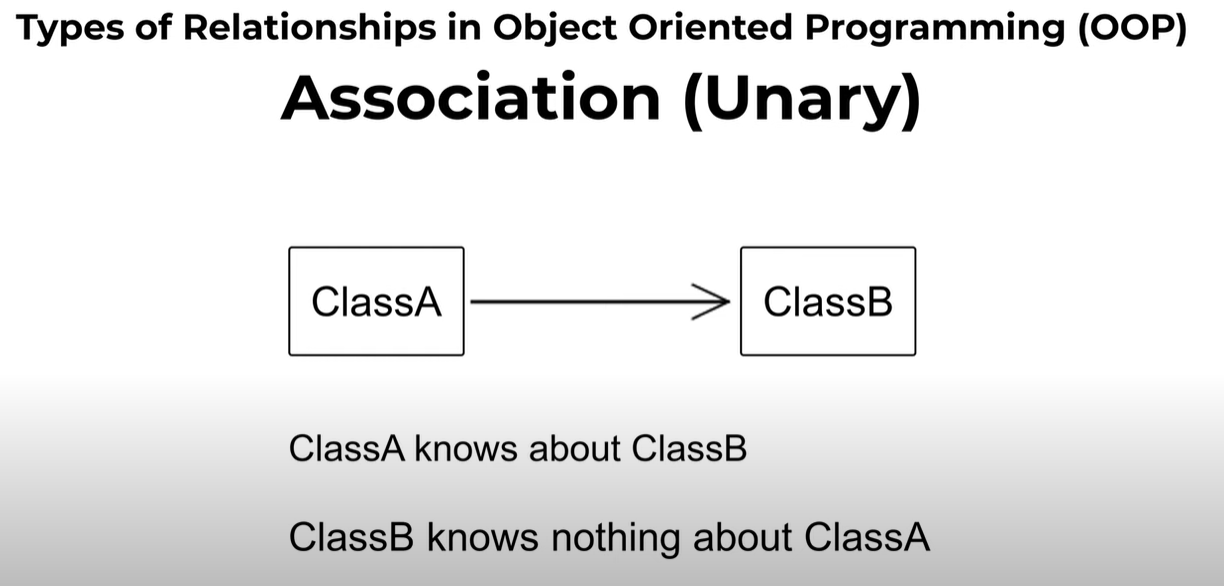 Types of Relationships in Object Oriented Programming (OOP)
Association (Unary)
ClassA
ClassB
ClassA knows about ClassB
ClassB knows nothing about ClassA